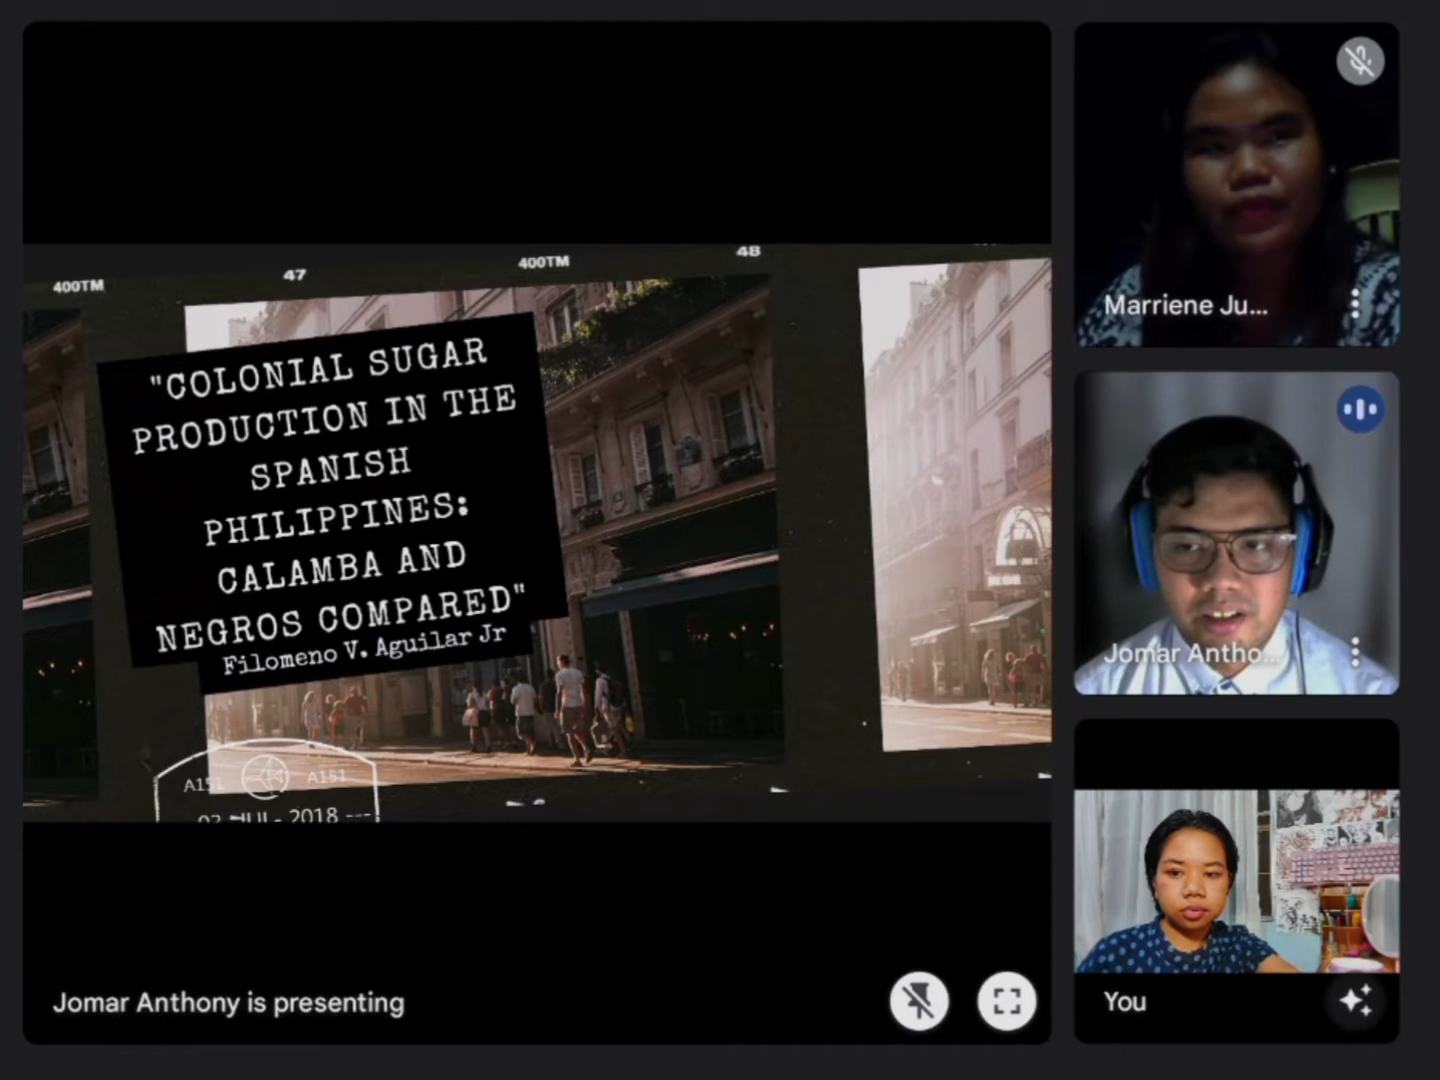 400TM
47
400TM
48
"COLONIAL SUGAR
PRODUCTION IN THE
SPANISH
PHILIPPINES:
CALAMBA AND
NEGROS COMPARED"
Filomeno V. Aguilar Jr
A151 A151
2018
Jomar Anthony is presenting
Marriene Ju...
Jomar Antho...
You